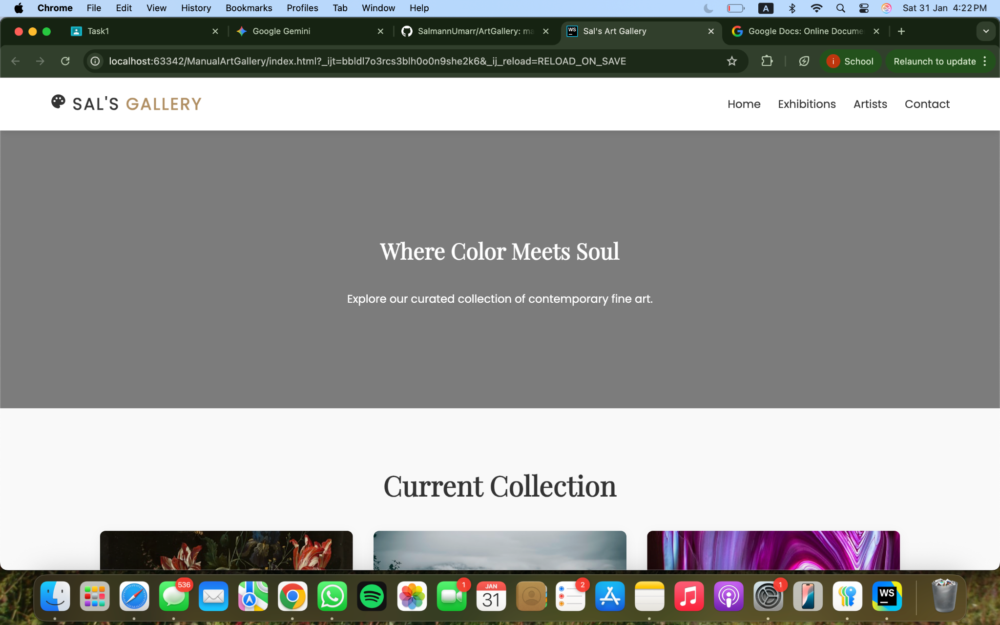 Chrome File Edit View History Bookmarks Profiles Tab Window Help A Sat 31 Jan 4:22 PM
Task1 Google Gemini SalmannUmarr/ArtGallery: ma WS Sal's Art Gallery Google Docs: Online Docume
localhost:63342/ManualArtGallery/index.html?_ijt=bbldl7o3rcs3blh0o0n9she2k6&_ij_reload=RELOAD_ON_SAVE i School Relaunch to update
SAL'S GALLERY Home Exhibitions Artists Contact
Where Color Meets Soul
Explore our curated collection of contemporary fine art.
Current Collection
536 1 JAN 31 2 1 WS